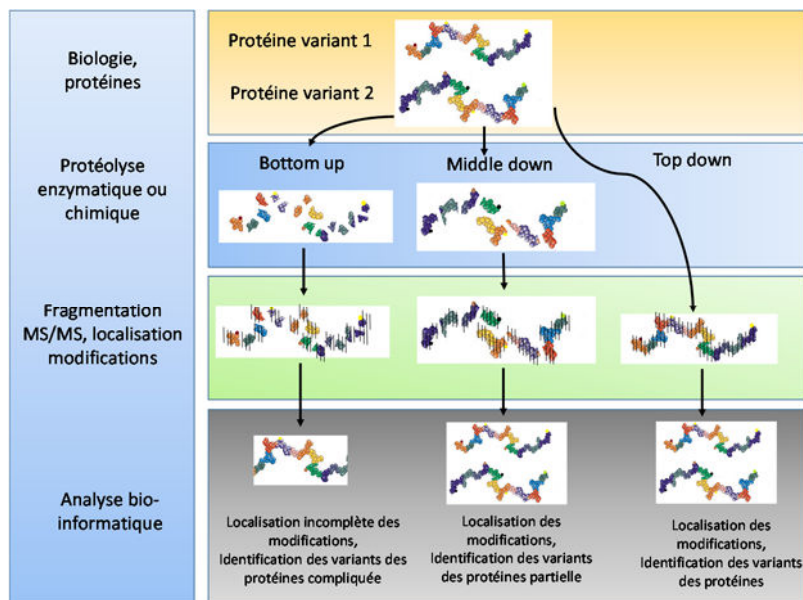 Biologie,
protéines
Protéine variant 1
Protéine variant 2
Protéolyse
enzymatique ou
chimique
Bottom up
Middle down
Top down
Fragmentation
MS/MS, localisation
modifications
Analyse bio-
informatique
Localisation incomplète des
modifications,
Identification des variants des
protéines compliquée
Localisation des
modifications,
Identification des variants
des protéines partielle
Localisation des
modifications,
Identification des variants
des protéines